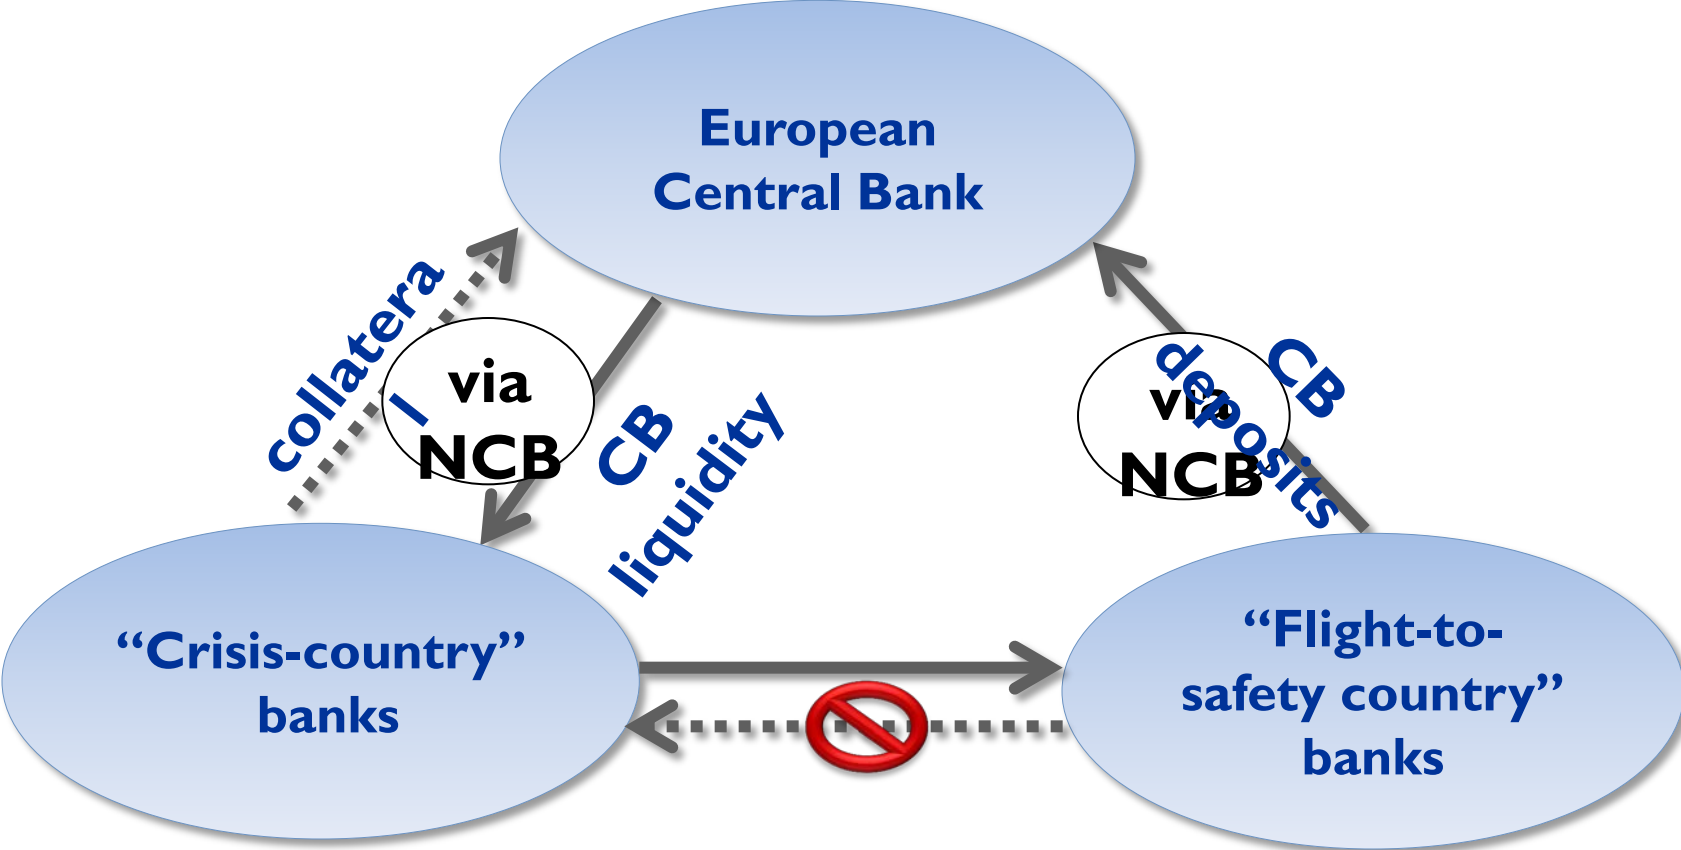 European
Central Bank
collatera
l
via
NCB
CB
liquidity
CB
deposits
via
NCB
“Crisis-country”
banks
“Flight-to-
safety country”
banks